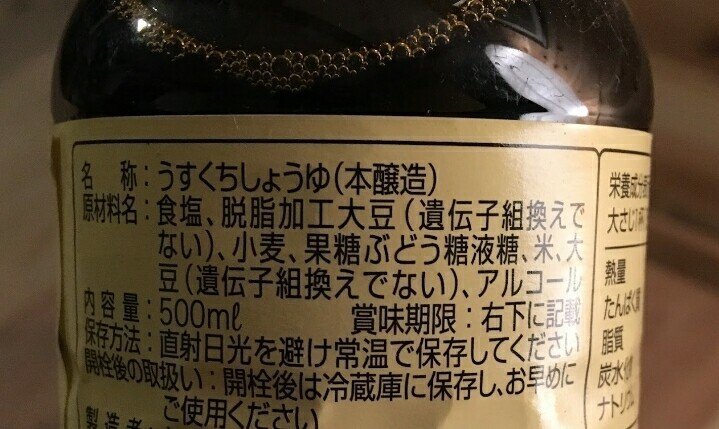 名称:うすくちしょうゆ(本醸造)
原材料名:食塩、脱脂加工大豆(遺伝子組換えで
ない)、小麦、果糖ぶどう糖液糖、米、大
豆(遺伝子組換えでない)、アルコール
内容量:500ml 賞味期限:右下に記載
保存方法:直射日光を避け常温で保存してください
開栓後の取扱い:開栓後は冷蔵庫に保存し、お早めに
ご使用ください
製造者
栄養成分
大さじ1杯
熱量
たんぱく質
脂質
炭水化物
ナトリウム